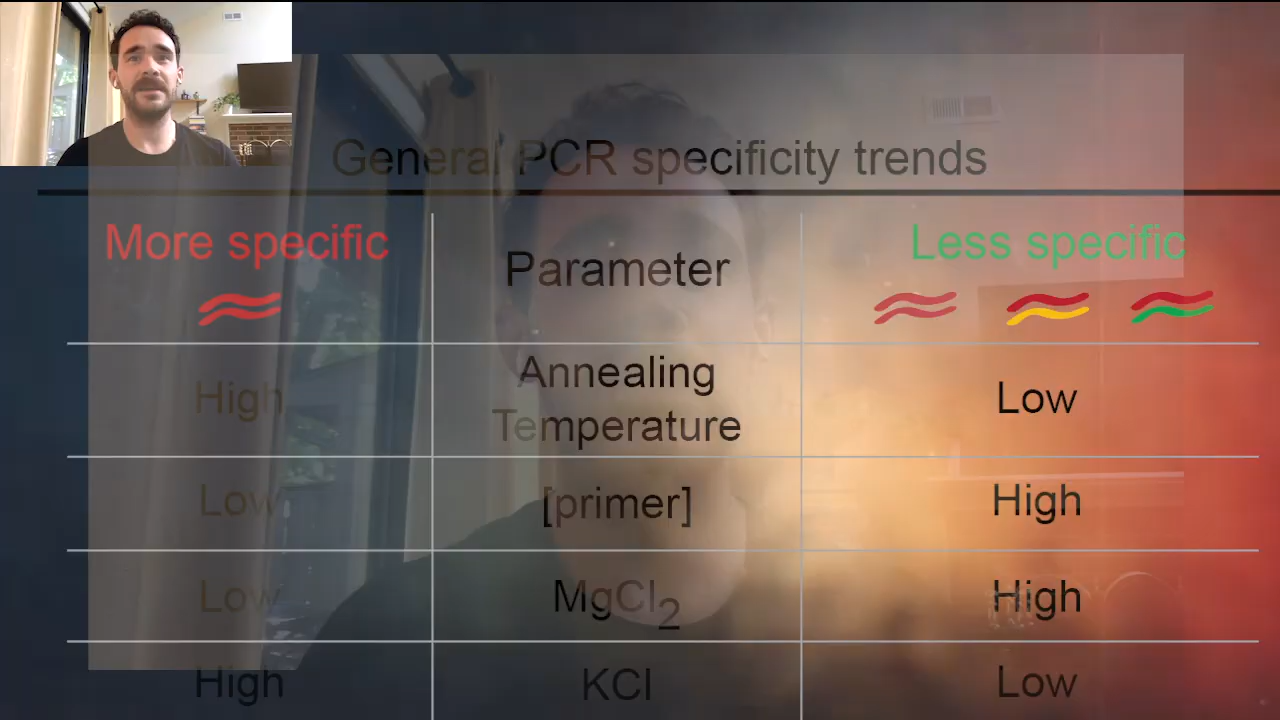 General PCR specificity trends
More specific
Parameter
Less specific
High
Annealing
Temperature
Low
Low
[primer]
High
Low
MgCl2
High
High
KCl
Low